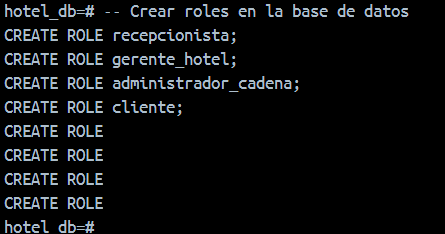 hotel_db=# -- Crear roles en la base de datos
CREATE ROLE recepcionista;
CREATE ROLE gerente_hotel;
CREATE ROLE administrador_cadena;
CREATE ROLE cliente;
CREATE ROLE
CREATE ROLE
CREATE ROLE
CREATE ROLE
hotel_db=#